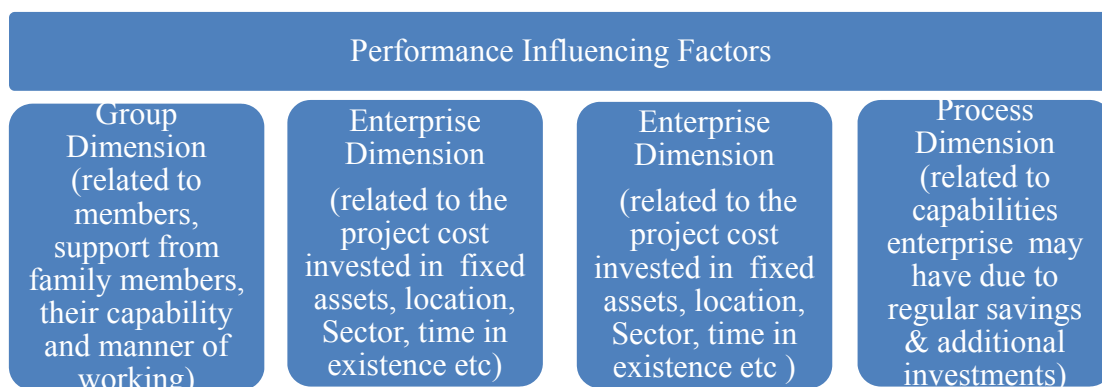 Performance Influencing Factors
Group
Dimension
(related to
members,
support from
family members,
their capability
and manner of
working)
Enterprise
Dimension
(related to the
project cost
invested in fixed
assets, location,
Sector, time in
existence etc)
Enterprise
Dimension
(related to the
project cost
invested in fixed
assets, location,
Sector, time in
existence etc )
Process
Dimension
(related to
capabilities
enterprise may
have due to
regular savings
& additional
investments)